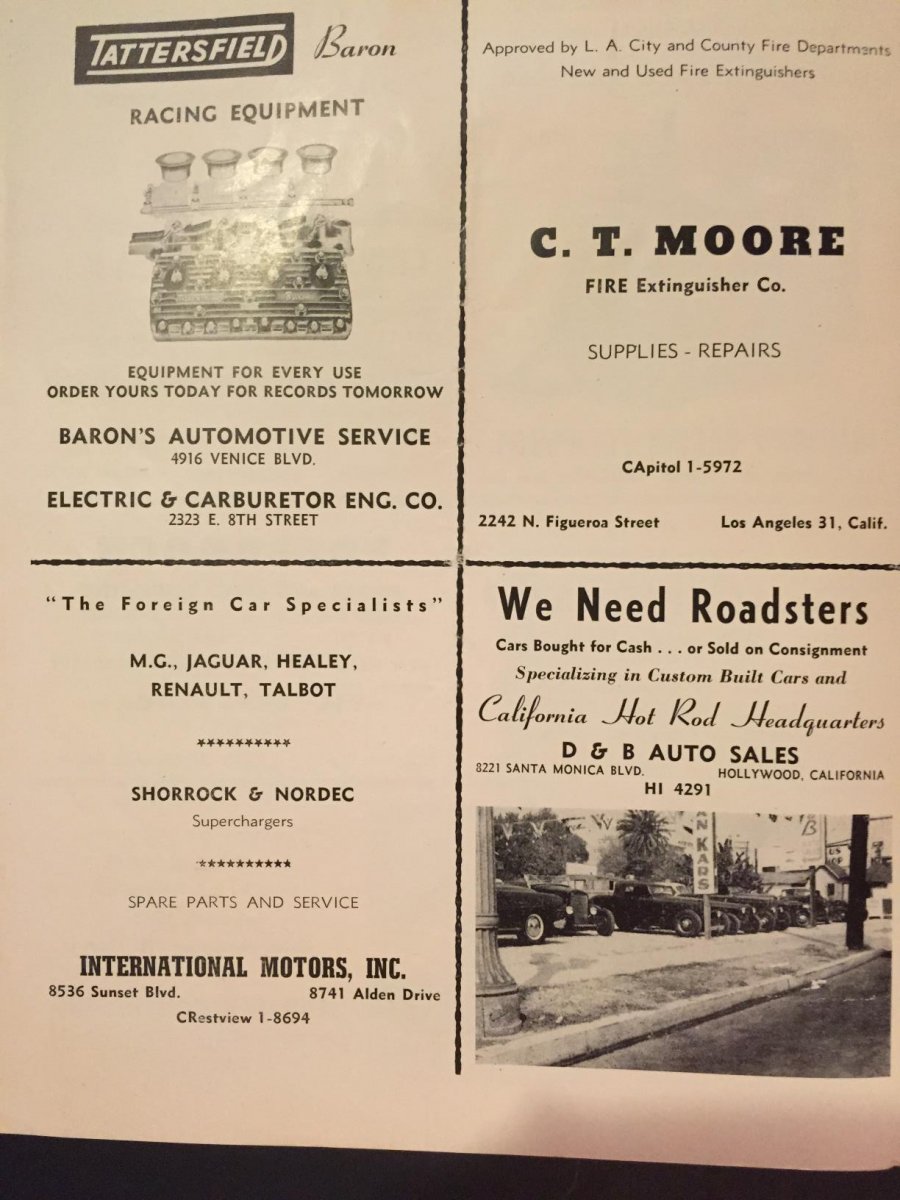 TATTERSFIELD Baron
RACING EQUIPMENT
EQUIPMENT FOR EVERY USE
ORDER YOURS TODAY FOR RECORDS TOMORROW
BARON'S AUTOMOTIVE SERVICE
4916 VENICE BLVD.
ELECTRIC & CARBURETOR ENG. CO.
2323 E. 8TH STREET
Approved by L. A. City and County Fire Departments
New and Used Fire Extinguishers
C. T. MOORE
FIRE Extinguisher Co.
SUPPLIES - REPAIRS
CApitol 1-5972
2242 N. Figueroa Street Los Angeles 31, Calif.
"The Foreign Car Specialists"
M.G., JAGUAR, HEALEY,
RENAULT, TALBOT
**********
SHORROCK & NORDEC
Superchargers
**********
SPARE PARTS AND SERVICE
INTERNATIONAL MOTORS, INC.
8536 Sunset Blvd. 8741 Alden Drive
CRestview 1-8694
We Need Roadsters
Cars Bought for Cash . . . or Sold on Consignment
Specializing in Custom Built Cars and
California Hot Rod Headquarters
D & B AUTO SALES
8221 SANTA MONICA BLVD. HOLLYWOOD, CALIFORNIA
HI 4291
KARS
B